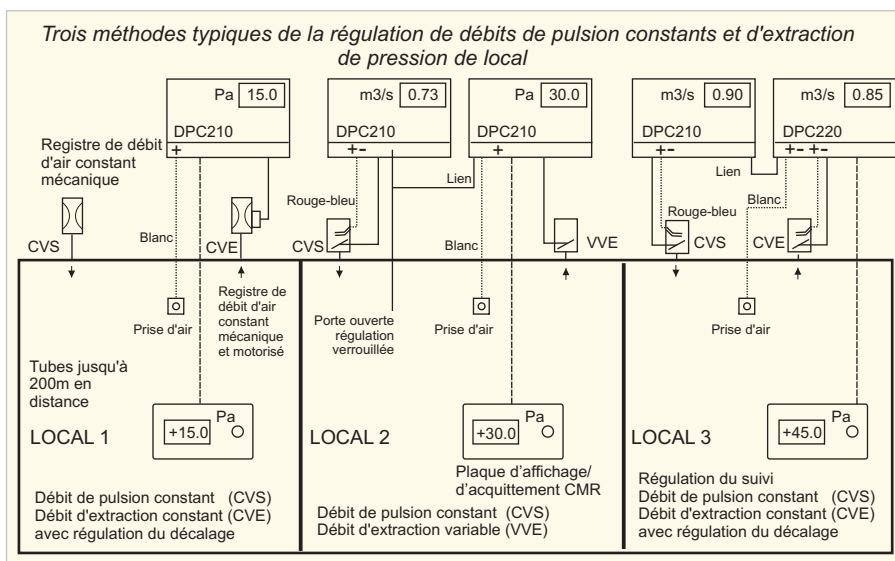 Trois méthodes typiques de la régulation de débits de pulsion constants et d'extraction
de pression de local
Pa 15.0
DPC210
+
m3/s 0.73
DPC210
+-
Pa 30.0
DPC210
+
m3/s 0.90
DPC210
+-
m3/s 0.85
DPC220
+- +-
Registre de débit
d'air constant
mécanique
CVS
Blanc
CVE
Rouge-bleu
CVS
Lien
Blanc
VVE
Rouge-bleu
CVS
Lien
Blanc
CVE
Prise d'air
Registre de
débit d'air
constant
mécanique
et motorisé
Porte ouverte
régulation
verrouillée
Prise d'air
Prise d'air
Tubes jusqu'à
200m en
distance
Pa
+15.0
LOCAL 1
Débit de pulsion constant (CVS)
Débit d'extraction constant (CVE)
avec régulation du décalage
Pa
+30.0
LOCAL 2
Plaque d’affichage/
d’acquittement CMR
Débit de pulsion constant (CVS)
Débit d'extraction variable (VVE)
Pa
+45.0
LOCAL 3
Régulation du suivi
Débit de pulsion constant (CVS)
Débit d'extraction constant (CVE)
avec régulation du décalage